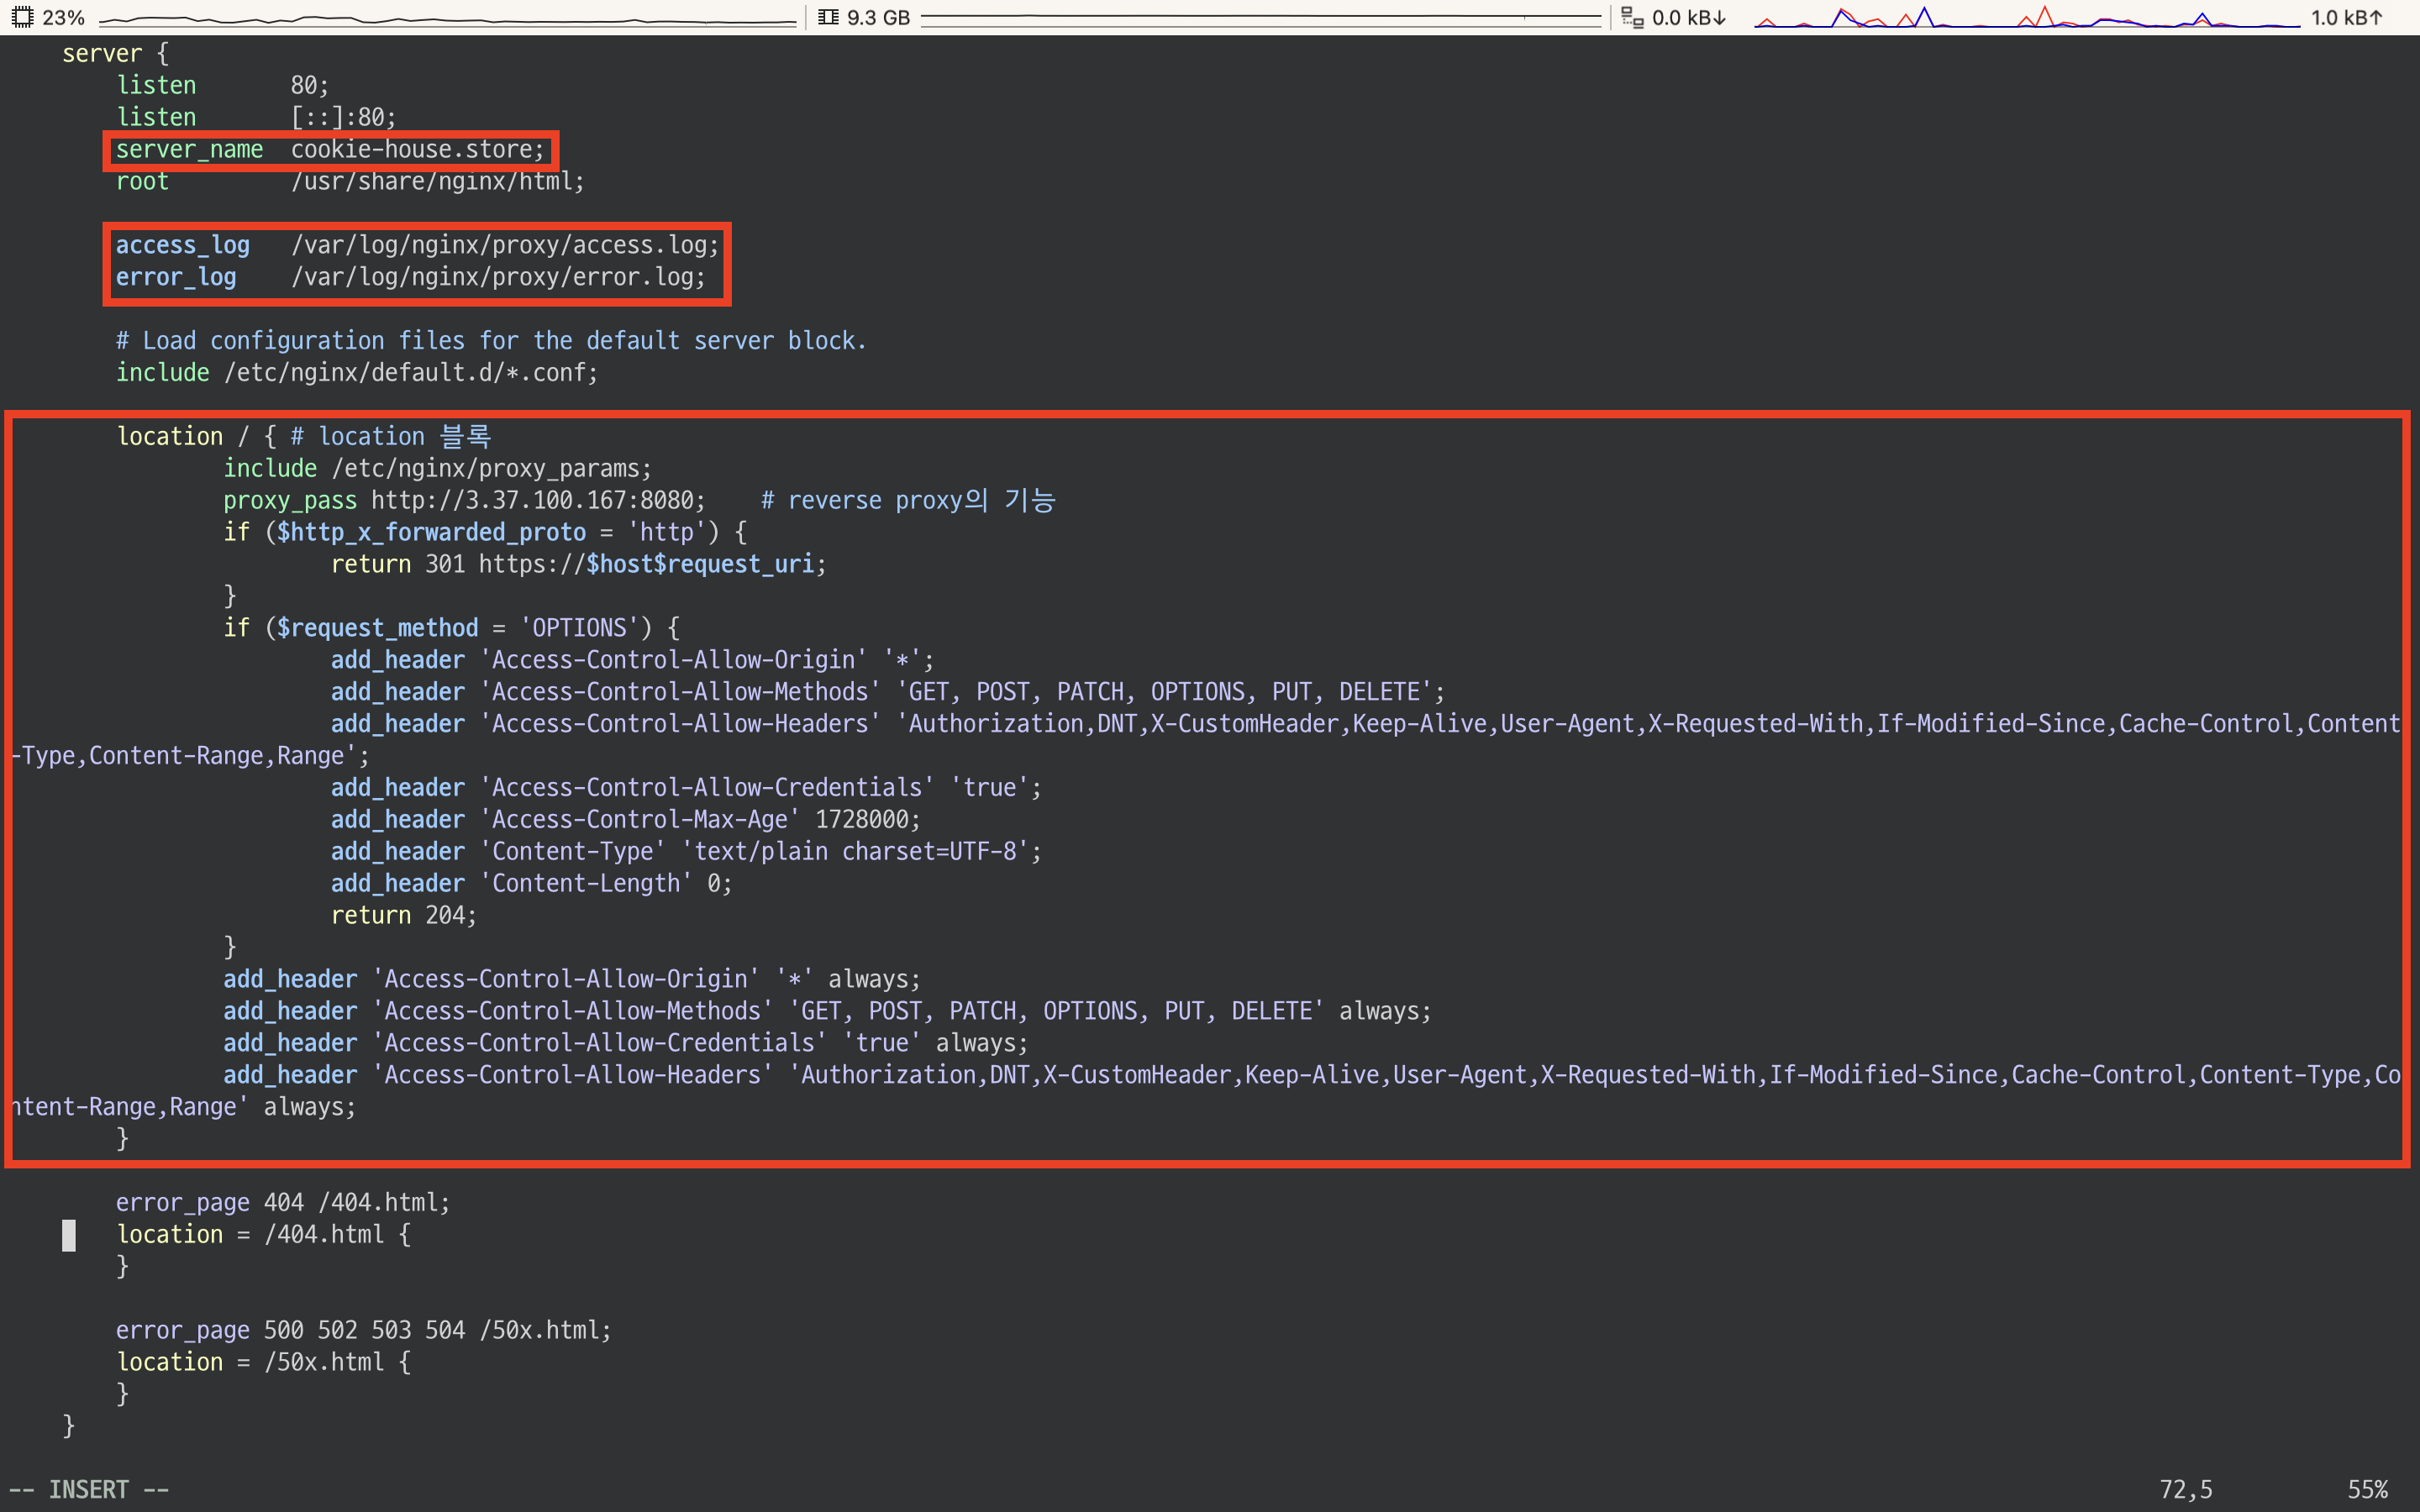 23% 9.3 GB 0.0 kB↓ 1.0 kB↑
server {
listen 80;
listen [::]:80;
server_name cookie-house.store;
root /usr/share/nginx/html;
access_log /var/log/nginx/proxy/access.log;
error_log /var/log/nginx/proxy/error.log;
# Load configuration files for the default server block.
include /etc/nginx/default.d/*.conf;
location / { # location 블록
include /etc/nginx/proxy_params;
proxy_pass http://3.37.100.167:8080; # reverse proxy의 기능
if ($http_x_forwarded_proto = 'http') {
return 301 https://$host$request_uri;
}
if ($request_method = 'OPTIONS') {
add_header 'Access-Control-Allow-Origin' '*';
add_header 'Access-Control-Allow-Methods' 'GET, POST, PATCH, OPTIONS, PUT, DELETE';
add_header 'Access-Control-Allow-Headers' 'Authorization,DNT,X-CustomHeader,Keep-Alive,User-Agent,X-Requested-With,If-Modified-Since,Cache-Control,Content
-Type,Content-Range,Range';
add_header 'Access-Control-Allow-Credentials' 'true';
add_header 'Access-Control-Max-Age' 1728000;
add_header 'Content-Type' 'text/plain charset=UTF-8';
add_header 'Content-Length' 0;
return 204;
}
add_header 'Access-Control-Allow-Origin' '*' always;
add_header 'Access-Control-Allow-Methods' 'GET, POST, PATCH, OPTIONS, PUT, DELETE' always;
add_header 'Access-Control-Allow-Credentials' 'true' always;
add_header 'Access-Control-Allow-Headers' 'Authorization,DNT,X-CustomHeader,Keep-Alive,User-Agent,X-Requested-With,If-Modified-Since,Cache-Control,Content-Type,Co
ntent-Range,Range' always;
}
error_page 404 /404.html;
location = /404.html {
}
error_page 500 502 503 504 /50x.html;
location = /50x.html {
}
}
-- INSERT -- 72,5 55%